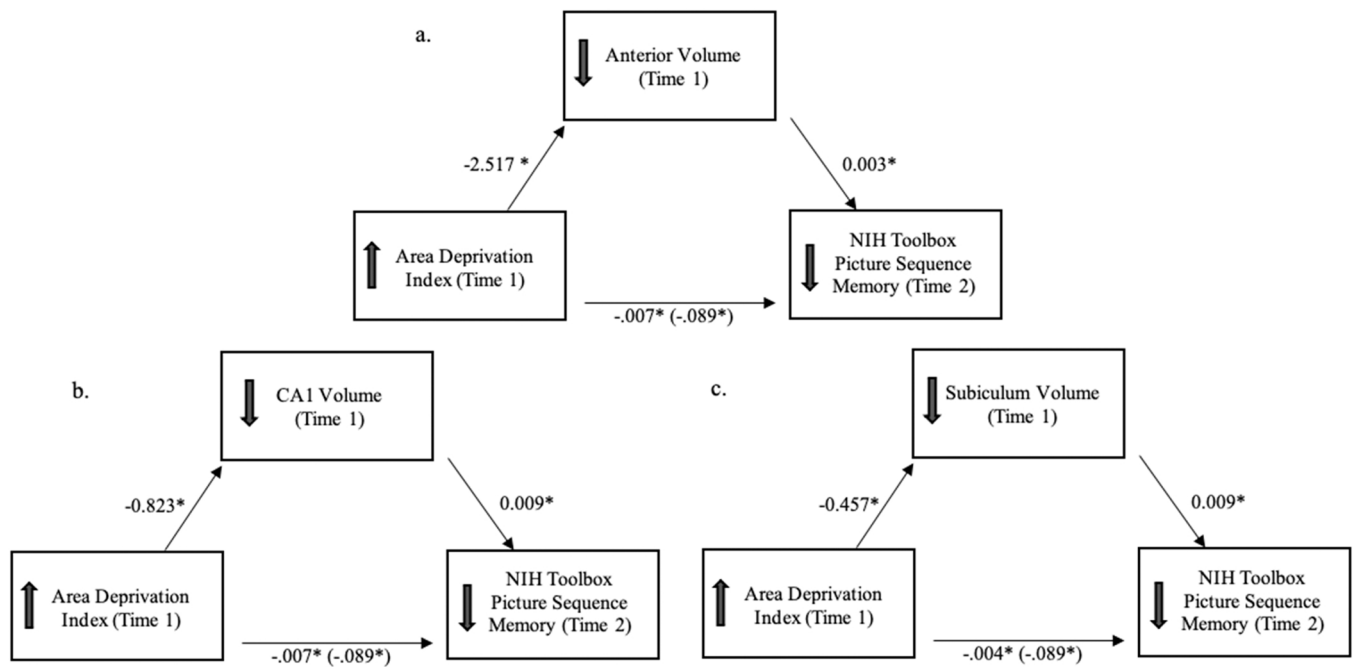 a.
Anterior Volume
(Time 1)
-2.517 *
0.003*
Area Deprivation
Index (Time 1)
NIH Toolbox
Picture Sequence
Memory (Time 2)
-.007* (-.089*)
b.
CA1 Volume
(Time 1)
-0.823*
0.009*
Area Deprivation
Index (Time 1)
NIH Toolbox
Picture Sequence
Memory (Time 2)
-.007* (-.089*)
c.
Subiculum Volume
(Time 1)
-0.457*
0.009*
Area Deprivation
Index (Time 1)
NIH Toolbox
Picture Sequence
Memory (Time 2)
-.004* (-.089*)